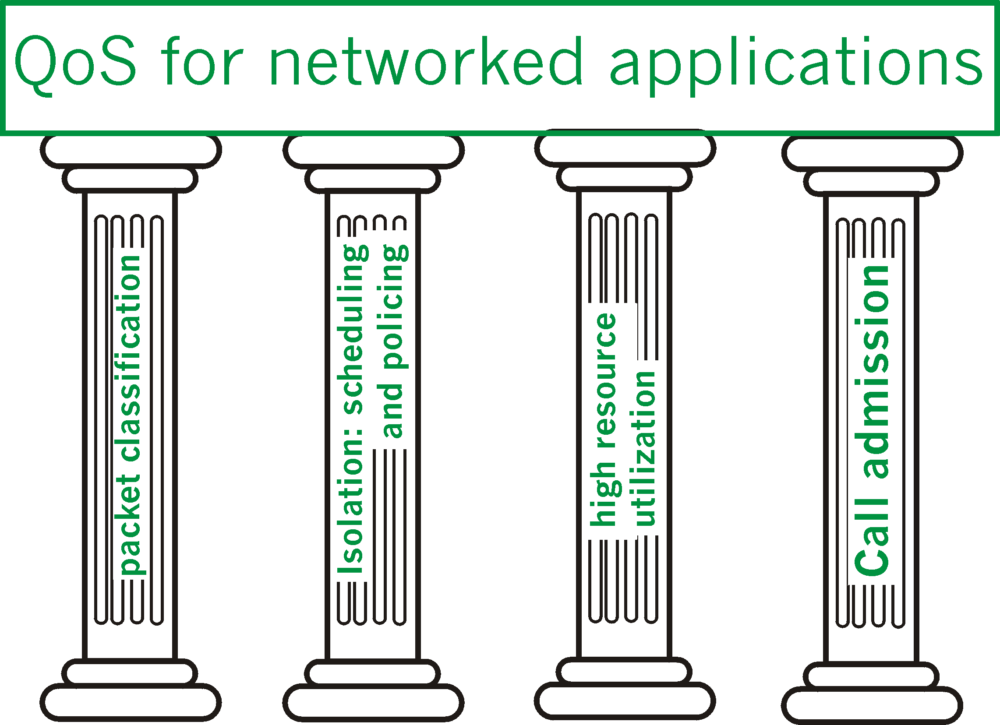 QoS for networked applications
packet classification
Isolation: scheduling
and policing
high resource
utilization
Call admission